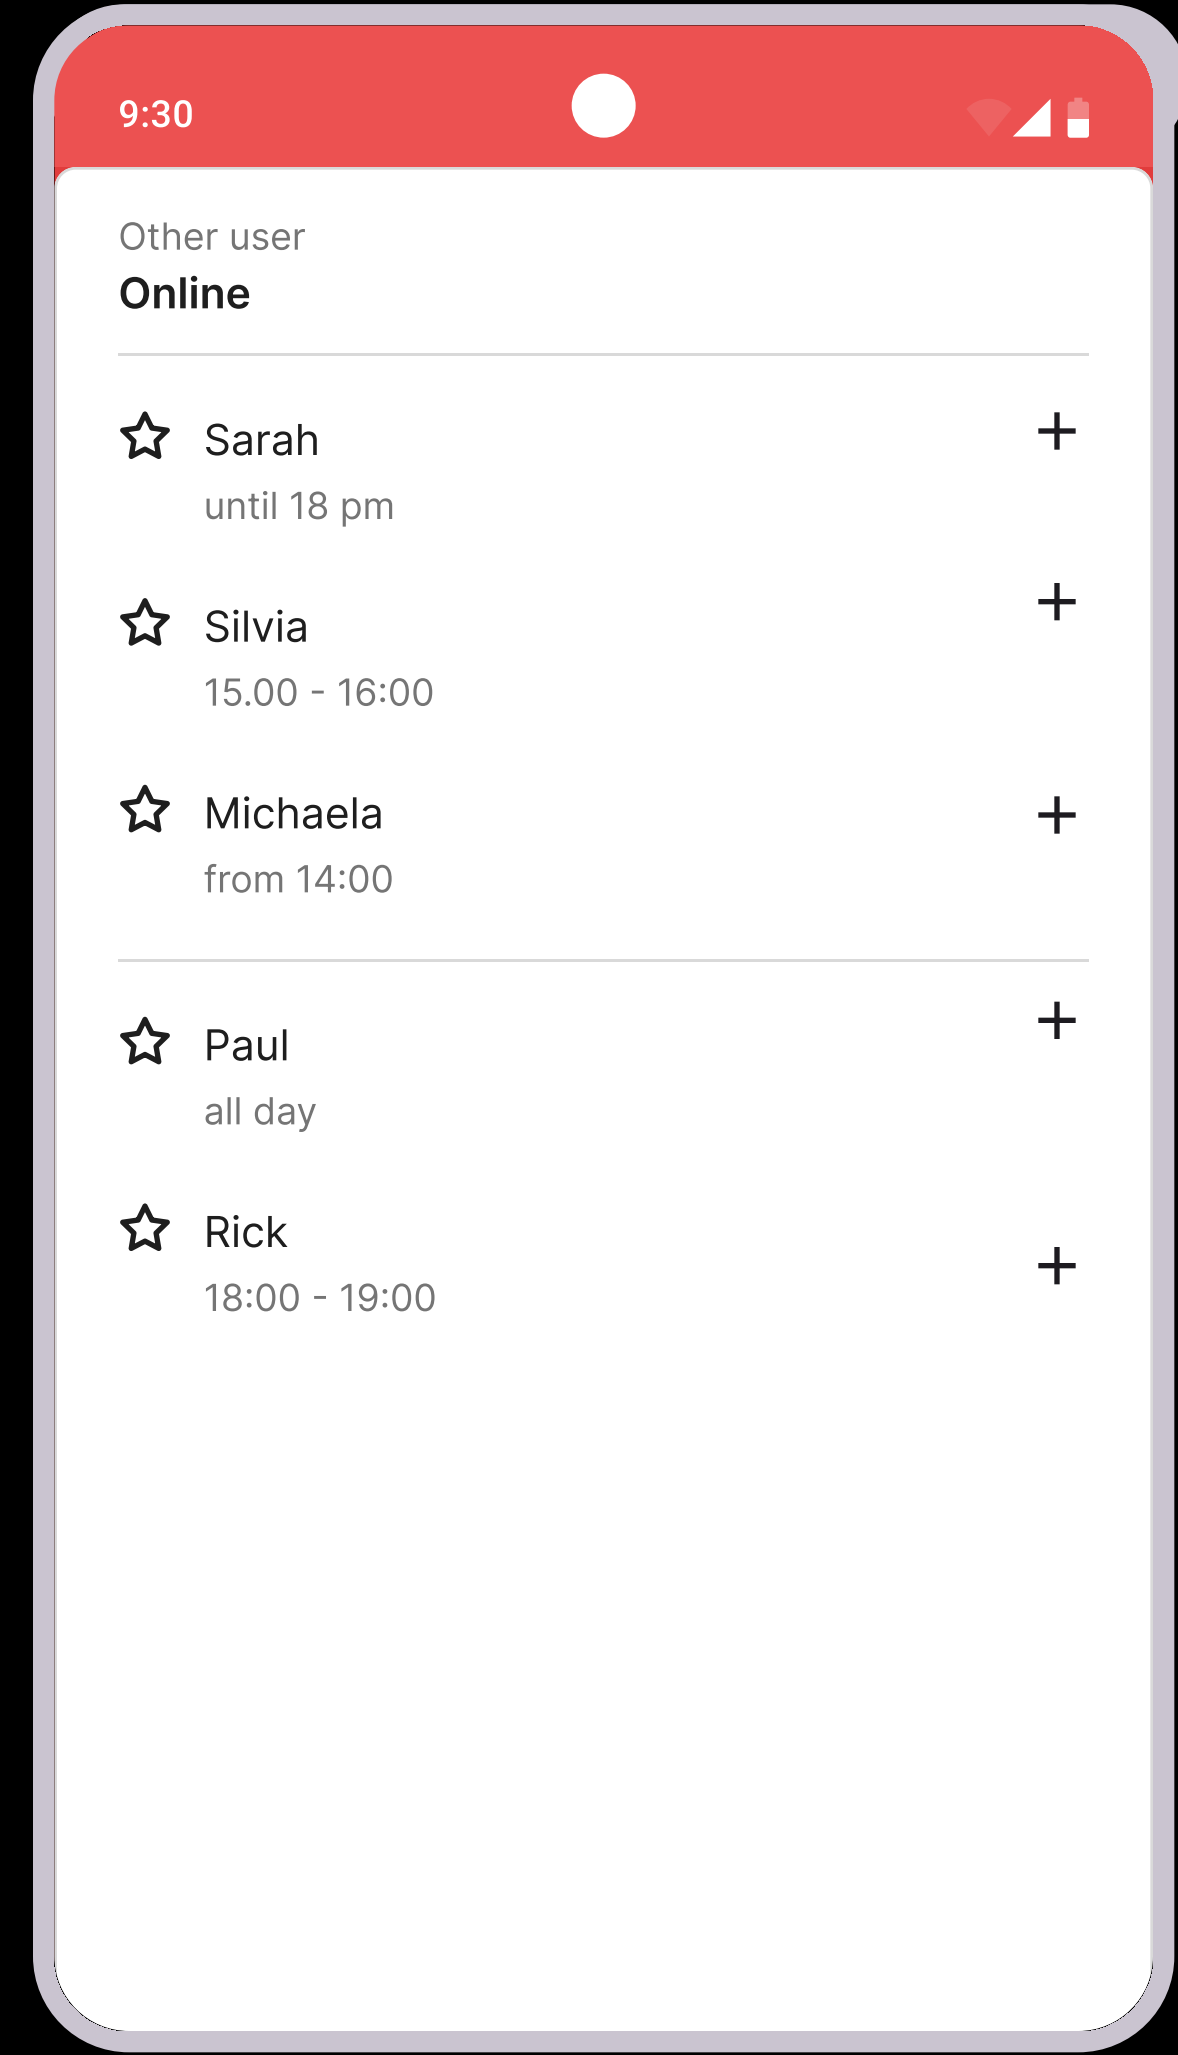 9:30
Other user
Online
Sarah
until 18 pm
Silvia
15.00 - 16:00
Michaela
from 14:00
Paul
all day
Rick
18:00 - 19:00